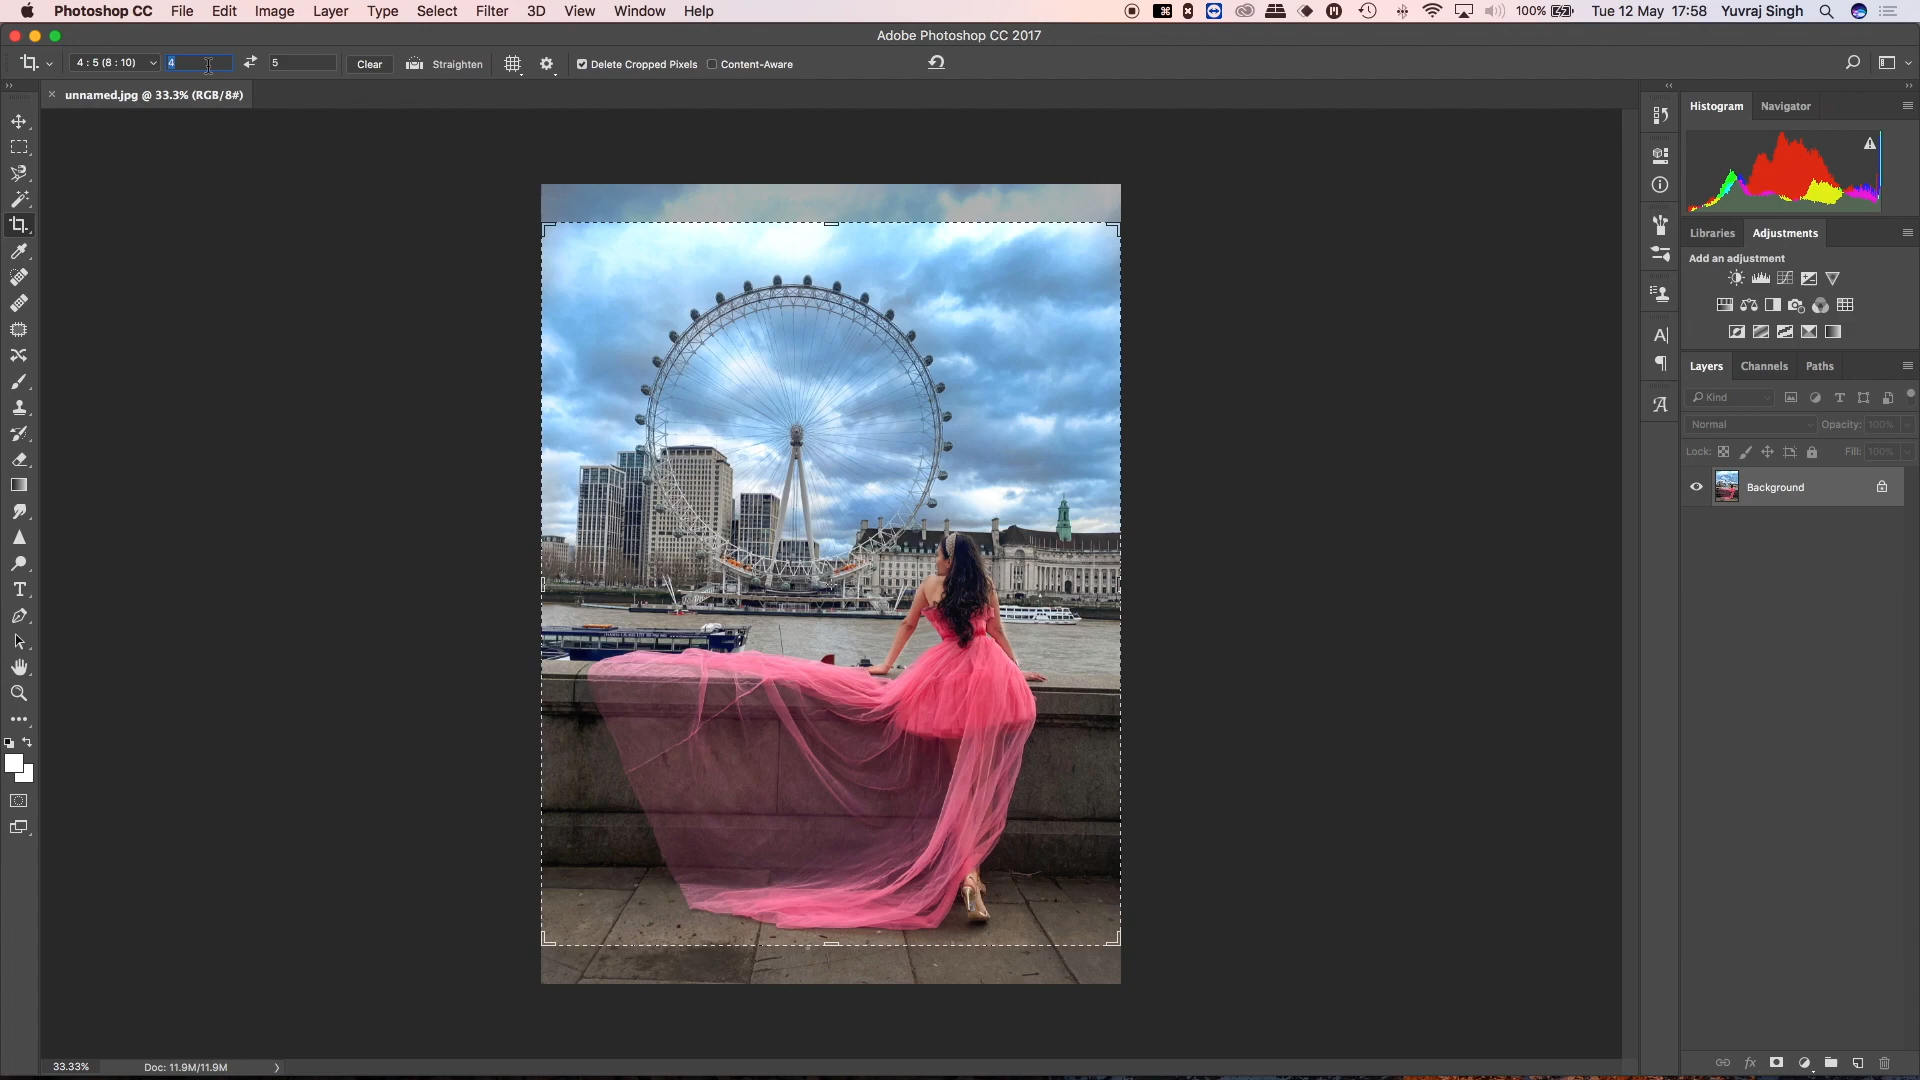 Photoshop CC File Edit Image Layer Type Select Filter 3D View Window Help 100% Tue 12 May 17:58 Yuvraj Singh
Adobe Photoshop CC 2017
4 : 5 (8 : 10) 4 5 Clear Straighten Delete Cropped Pixels Content-Aware
unnamed.jpg @ 33.3% (RGB/8#)
Histogram Navigator
Libraries Adjustments
Add an adjustment
Layers Channels Paths
Kind
Normal Opacity: 100%
Lock: Fill: 100%
Background
33.33% Doc: 11.9M/11.9M